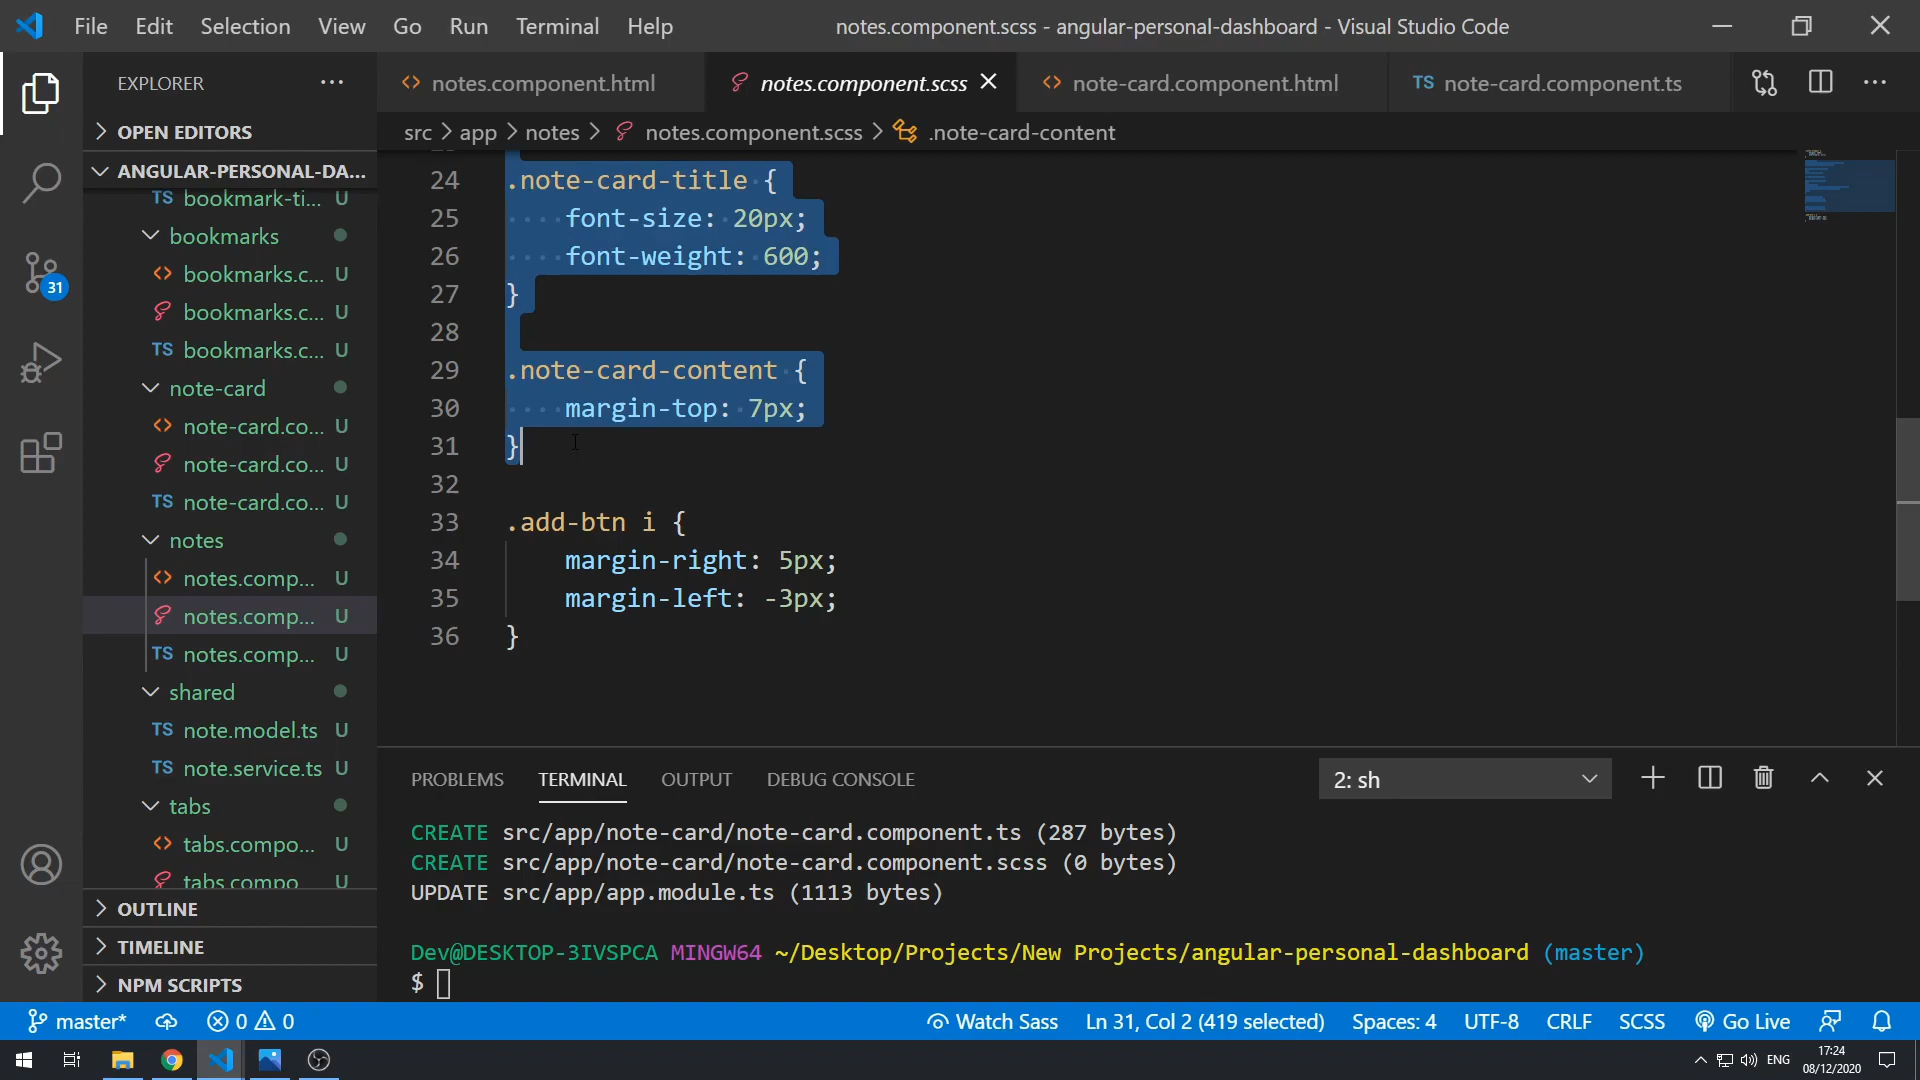 File Edit Selection View Go Run Terminal Help
notes.component.scss - angular-personal-dashboard - Visual Studio Code
EXPLORER
OPEN EDITORS
ANGULAR-PERSONAL-DA...
TS bookmark-ti... U
bookmarks
bookmarks.c... U
bookmarks.c... U
TS bookmarks.c... U
note-card
note-card.co... U
note-card.co... U
TS note-card.co... U
notes
notes.comp... U
notes.comp... U
TS notes.comp... U
shared
TS note.model.ts U
TS note.service.ts U
tabs
tabs.compo... U
tabs.compo U
OUTLINE
TIMELINE
NPM SCRIPTS
31
notes.component.html
notes.component.scss
note-card.component.html
TS note-card.component.ts
src > app > notes > notes.component.scss > .note-card-content
24 .note-card-title {
25 font-size: 20px;
26 font-weight: 600;
27 }
28
29 .note-card-content {
30 margin-top: 7px;
31 }
32
33 .add-btn i {
34 margin-right: 5px;
35 margin-left: -3px;
36 }
PROBLEMS TERMINAL OUTPUT DEBUG CONSOLE
2: sh
CREATE src/app/note-card/note-card.component.ts (287 bytes)
CREATE src/app/note-card/note-card.component.scss (0 bytes)
UPDATE src/app/app.module.ts (1113 bytes)
Dev@DESKTOP-3IVSPCA MINGW64 ~/Desktop/Projects/New Projects/angular-personal-dashboard (master)
$
master* 0 0 Watch Sass Ln 31, Col 2 (419 selected) Spaces: 4 UTF-8 CRLF SCSS Go Live
ENG
17:24
08/12/2020